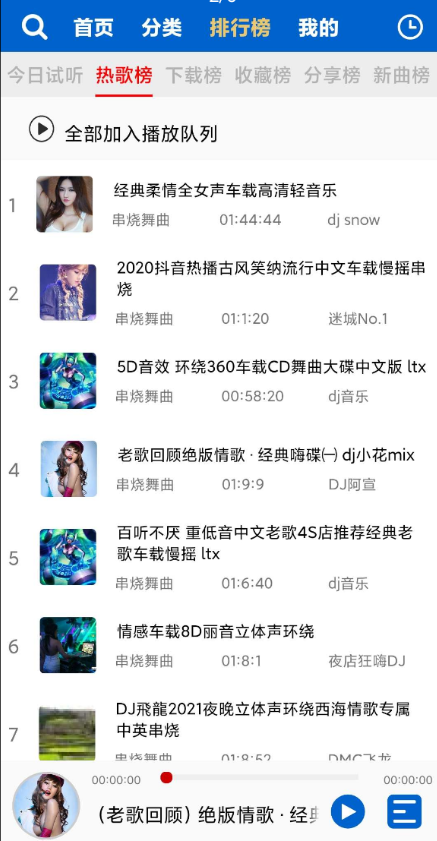 首页 分类 排行榜 我的
今日试听 热歌榜 下载榜 收藏榜 分享榜 新曲榜
全部加入播放队列
1
经典柔情全女声车载高清轻音乐
串烧舞曲 01:44:44 dj snow
2
2020抖音热播古风笑纳流行中文车载慢摇串
烧
串烧舞曲 01:1:20 迷城No.1
3
5D音效 环绕360车载CD舞曲大碟中文版 ltx
串烧舞曲 00:58:20 dj音乐
4
老歌回顾绝版情歌 · 经典嗨碟㈠ dj小花mix
串烧舞曲 01:9:9 DJ阿宣
5
百听不厌 重低音中文老歌4S店推荐经典老
歌车载慢摇 ltx
串烧舞曲 01:6:40 dj音乐
6
情感车载8D丽音立体声环绕
串烧舞曲 01:8:1 夜店狂嗨DJ
7
DJ飛龍2021夜晚立体声环绕西海情歌专属
中英串烧
串烧舞曲 01:8:52 DMC飞龙
00:00:00 00:00:00
(老歌回顾) 绝版情歌 · 经